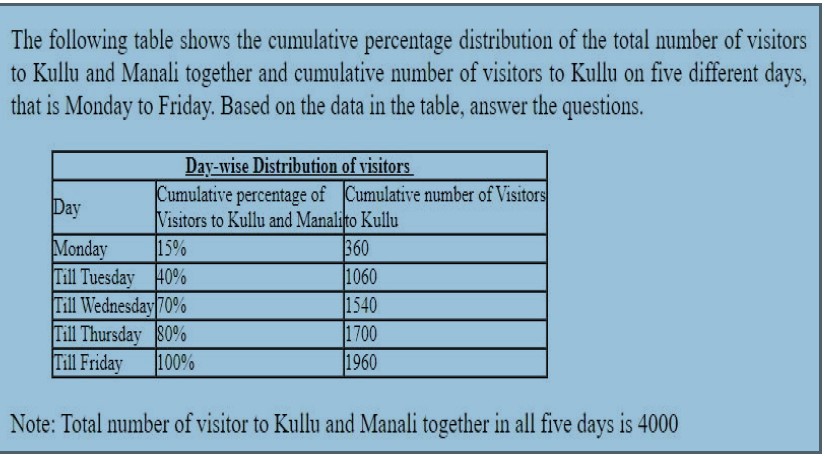 The following table shows the cumulative percentage distribution of the total number of visitors
to Kullu and Manali together and cumulative number of visitors to Kullu on five different days,
that is Monday to Friday. Based on the data in the table, answer the questions.
Day-wise Distribution of visitors
Day Cumulative percentage of Visitors to Kullu and Manali Cumulative number of Visitors to Kullu
Monday 15% 360
Till Tuesday 40% 1060
Till Wednesday 70% 1540
Till Thursday 80% 1700
Till Friday 100% 1960
Note: Total number of visitor to Kullu and Manali together in all five days is 4000